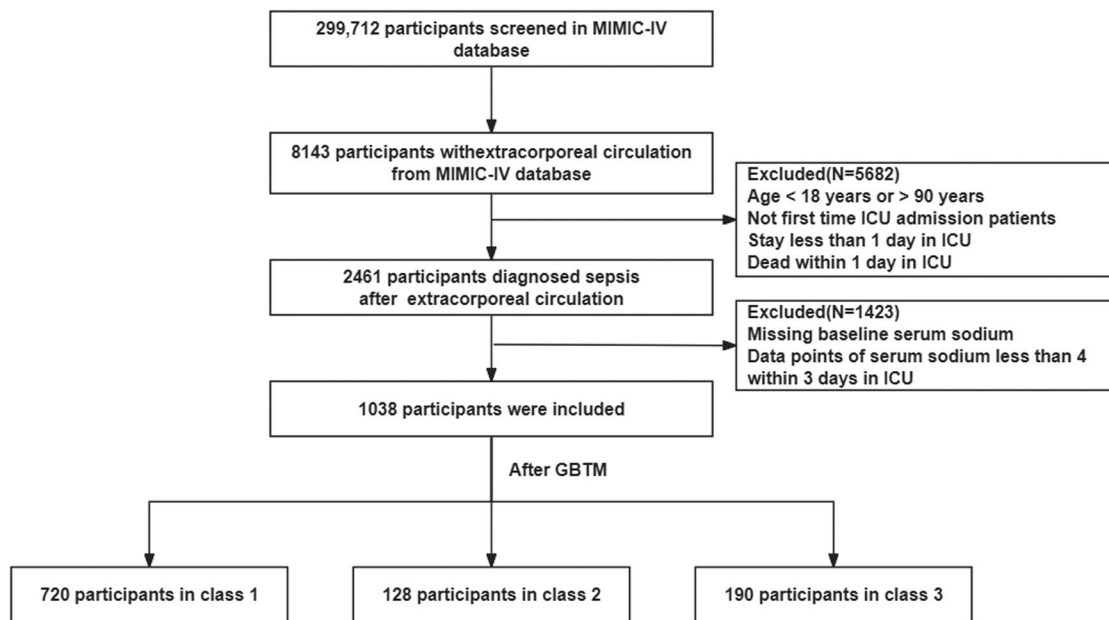 299,712 participants screened in MIMIC-IV
database
8143 participants withextracorporeal circulation
from MIMIC-IV database
Excluded(N=5682)
Age < 18 years or > 90 years
Not first time ICU admission patients
Stay less than 1 day in ICU
Dead within 1 day in ICU
2461 participants diagnosed sepsis
after extracorporeal circulation
Excluded(N=1423)
Missing baseline serum sodium
Data points of serum sodium less than 4
within 3 days in ICU
1038 participants were included
After GBTM
720 participants in class 1
128 participants in class 2
190 participants in class 3